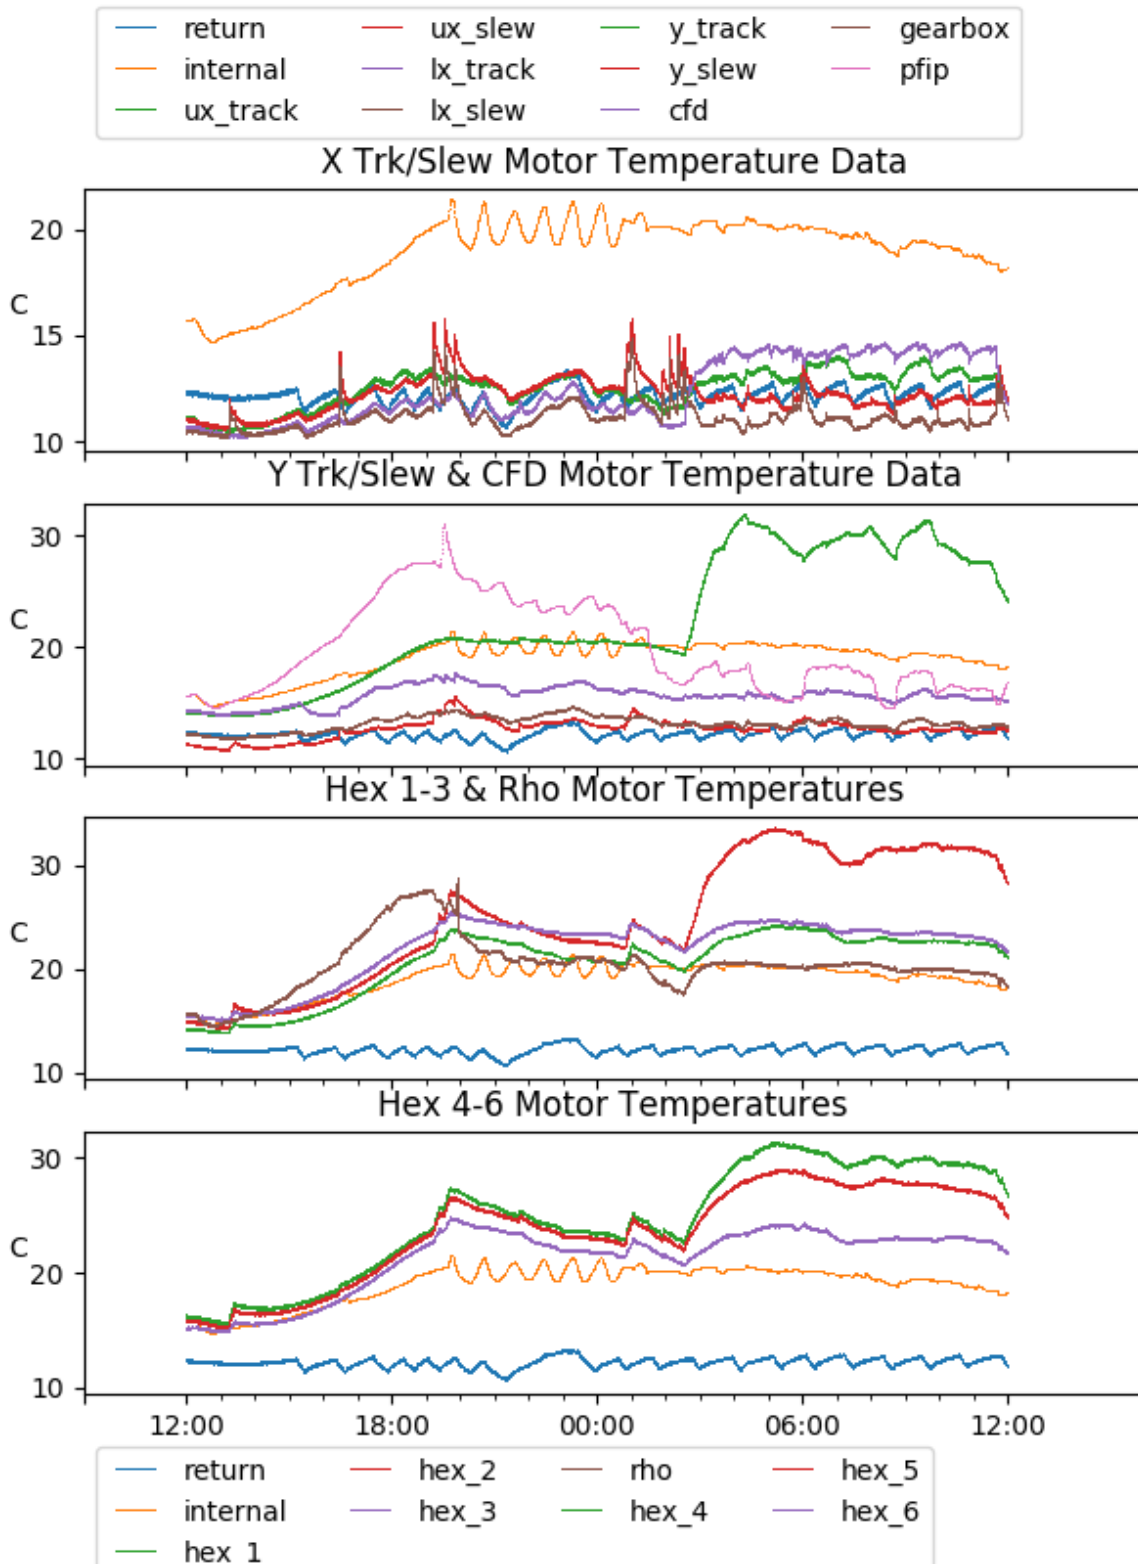 return ux_slew y_track gearbox
internal lx_track y_slew pfip
ux_track lx_slew cfd
X Trk/Slew Motor Temperature Data
20
C
15
10
Y Trk/Slew & CFD Motor Temperature Data
30
C
20
10
Hex 1-3 & Rho Motor Temperatures
30
C
20
10
Hex 4-6 Motor Temperatures
30
C
20
10
12:00 18:00 00:00 06:00 12:00
return hex_2 rho hex_5
internal hex_3 hex_4 hex_6
hex_1